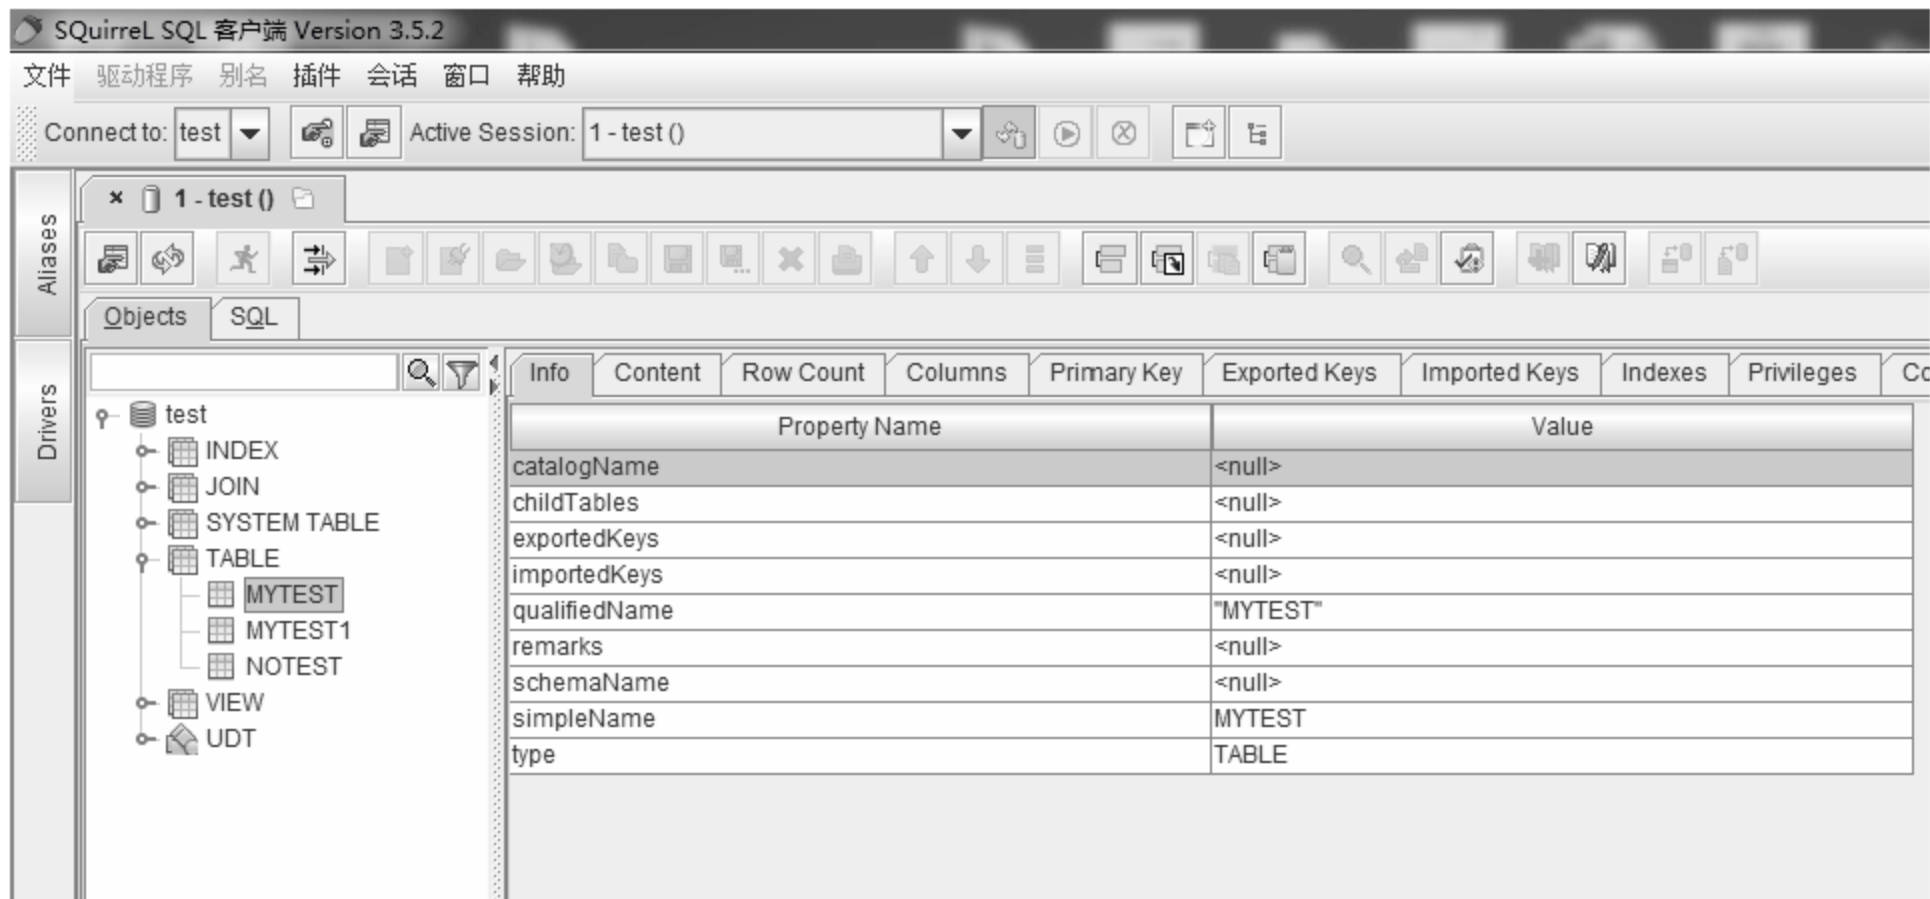 SQuirreL SQL 客户端 Version 3.5.2
文件 驱动程序 别名 插件 会话 窗口 帮助
Connect to: test Active Session: 1 - test ()
1 - test ()
Aliases
Drivers
Objects SQL
Info Content Row Count Columns Primary Key Exported Keys Imported Keys Indexes Privileges
test
INDEX
JOIN
SYSTEM TABLE
TABLE
MYTEST
MYTEST1
NOTEST
VIEW
UDT
Property Name Value
catalogName <null>
childTables <null>
exportedKeys <null>
importedKeys <null>
qualifiedName "MYTEST"
remarks <null>
schemaName <null>
simpleName MYTEST
type TABLE